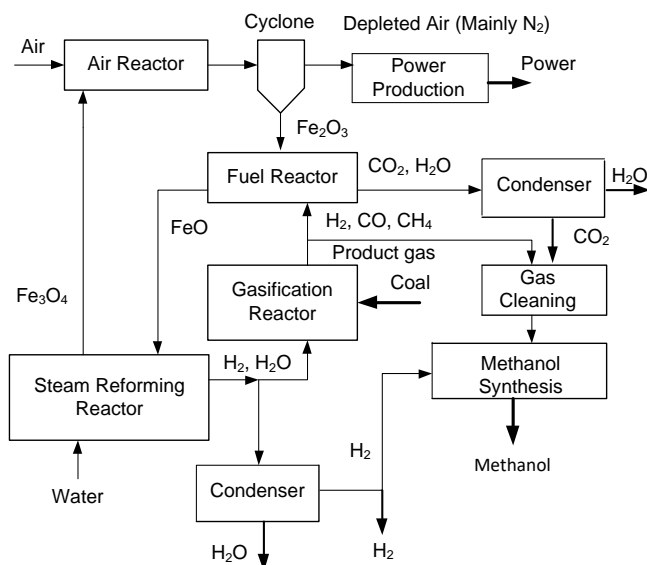 Cyclone
Depleted Air (Mainly N₂)
Air
Air Reactor
Power
Production
Power
Fe₂O₃
Fuel Reactor
CO₂, H₂O
Condenser
H₂O
FeO
H₂, CO, CH₄
CO₂
Product gas
Gasification
Reactor
Coal
Gas
Cleaning
Fe₃O₄
Steam Reforming
Reactor
H₂, H₂O
Methanol
Synthesis
H₂
Methanol
Water
Condenser
H₂O
H₂